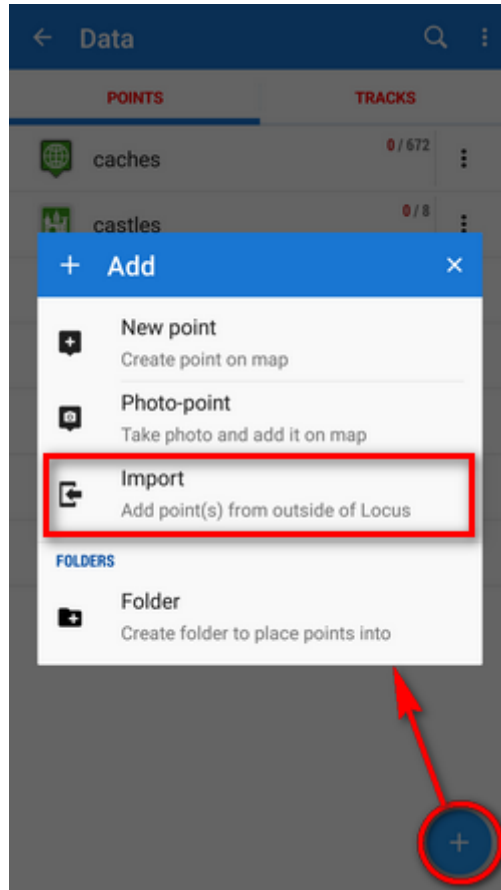 Data
POINTS
TRACKS
caches
0 / 672
castles
0 / 8
Add
New point
Create point on map
Photo-point
Take photo and add it on map
Import
Add point(s) from outside of Locus
FOLDERS
Folder
Create folder to place points into